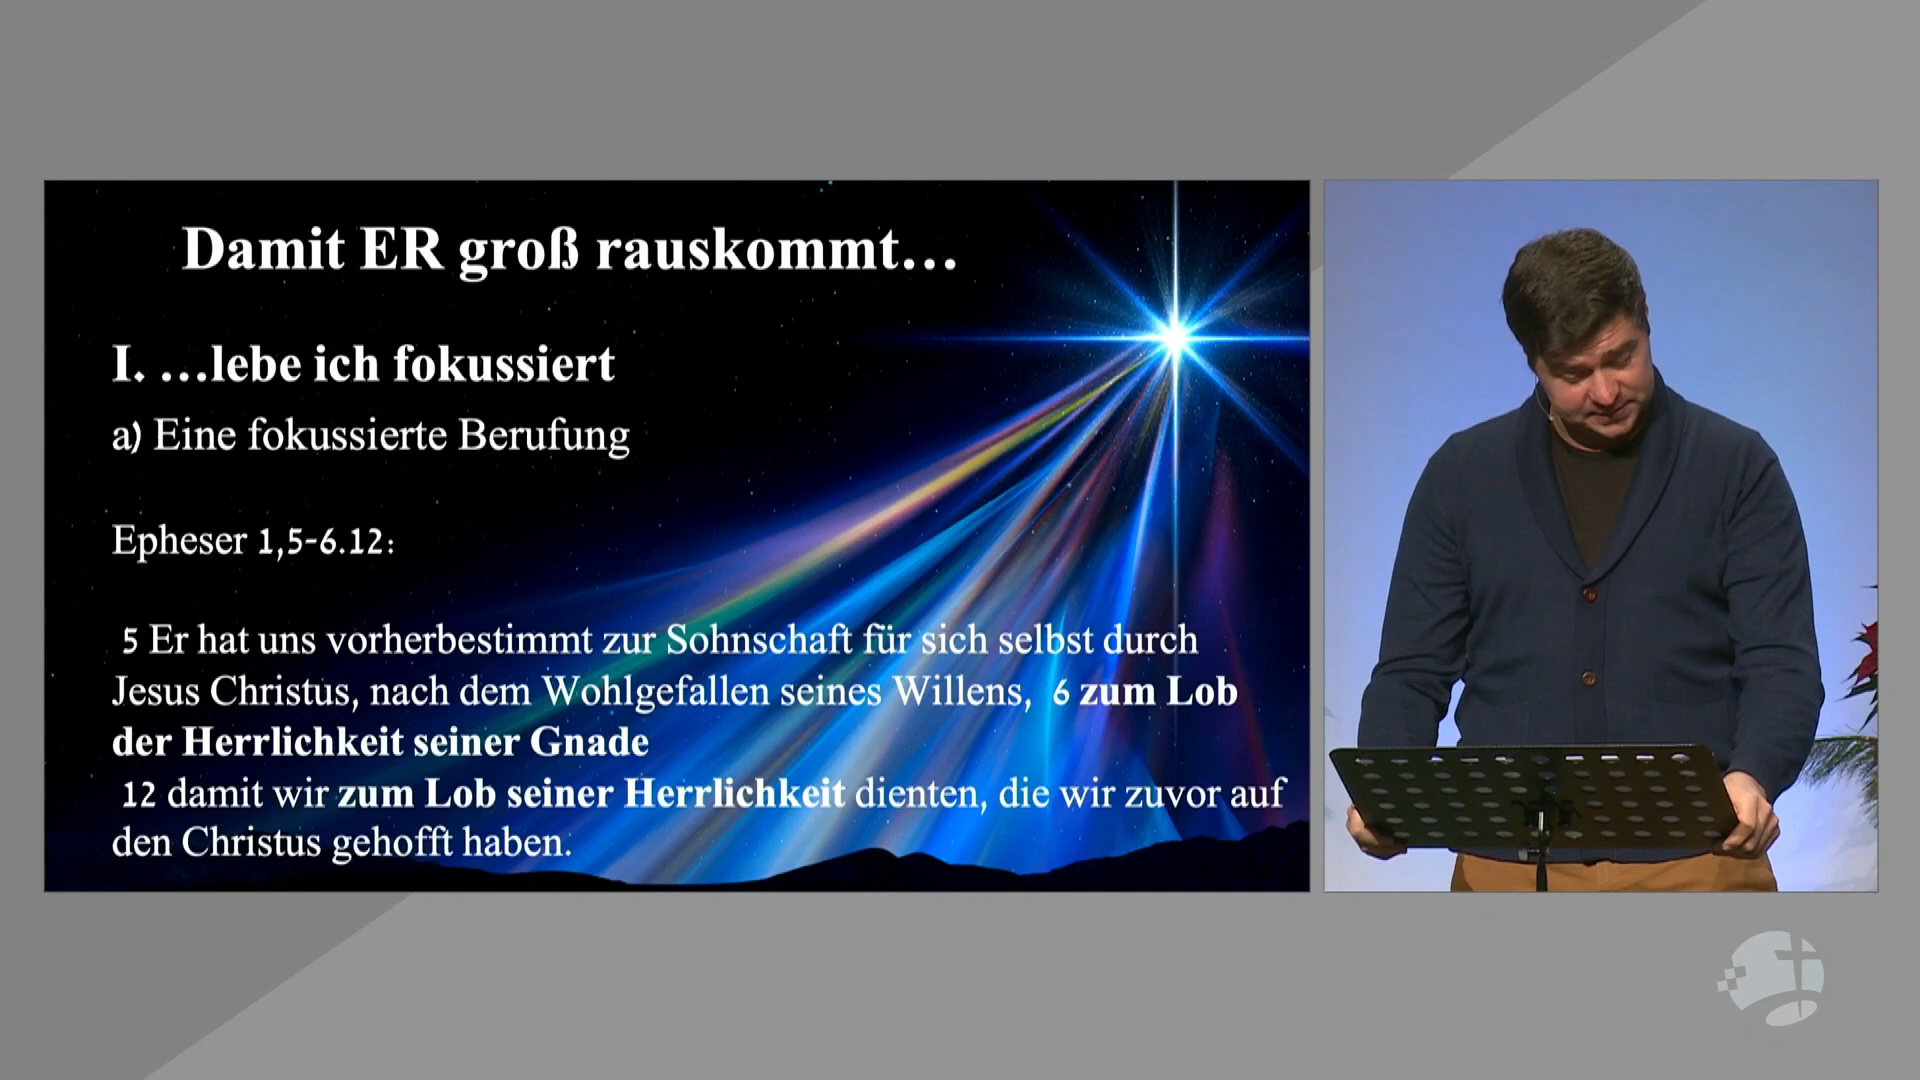 Damit ER groß rauskommt…
I. …lebe ich fokussiert
a) Eine fokussierte Berufung
Epheser 1,5-6.12:
5 Er hat uns vorherbestimmt zur Sohnschaft für sich selbst durch
Jesus Christus, nach dem Wohlgefallen seines Willens, 6 zum Lob
der Herrlichkeit seiner Gnade
12 damit wir zum Lob seiner Herrlichkeit dienten, die wir zuvor auf
den Christus gehofft haben.